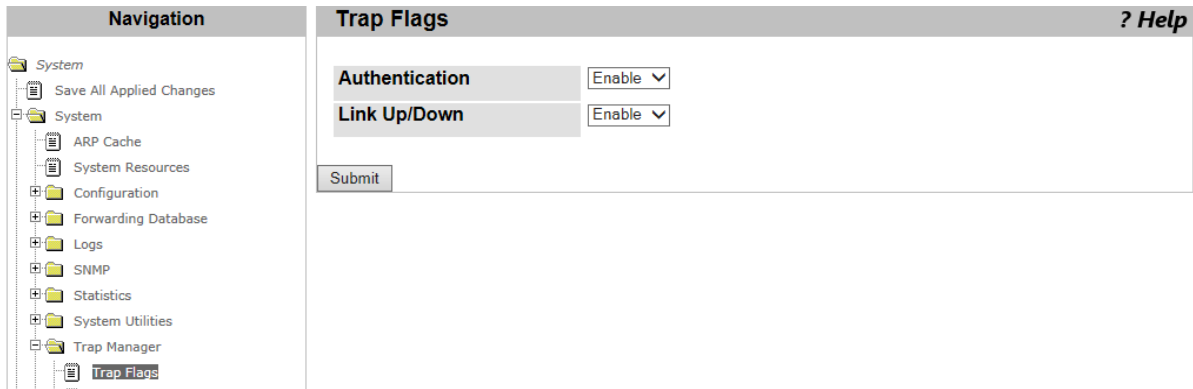 Navigation
System
Save All Applied Changes
System
ARP Cache
System Resources
Configuration
Forwarding Database
Logs
SNMP
Statistics
System Utilities
Trap Manager
Trap Flags
Trap Flags ? Help
Authentication Enable
Link Up/Down Enable
Submit